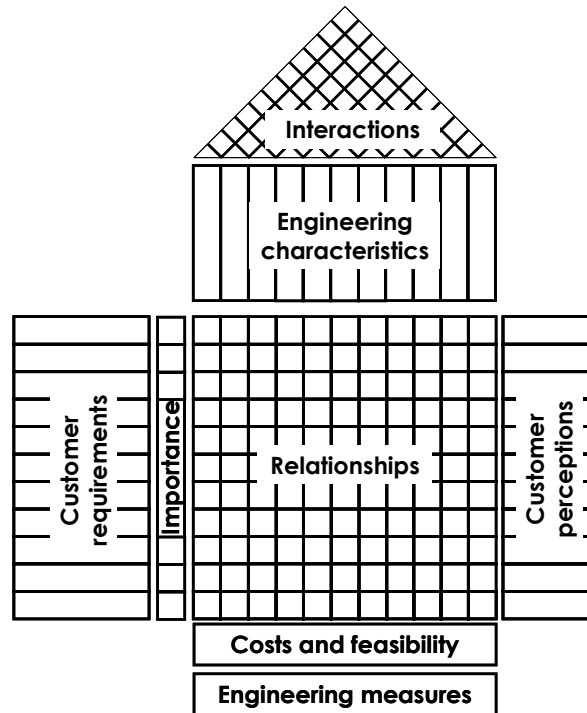 Interactions
Engineering
characteristics
Customer
requirements
Importance
Relationships
Customer
perceptions
Costs and feasibility
Engineering measures